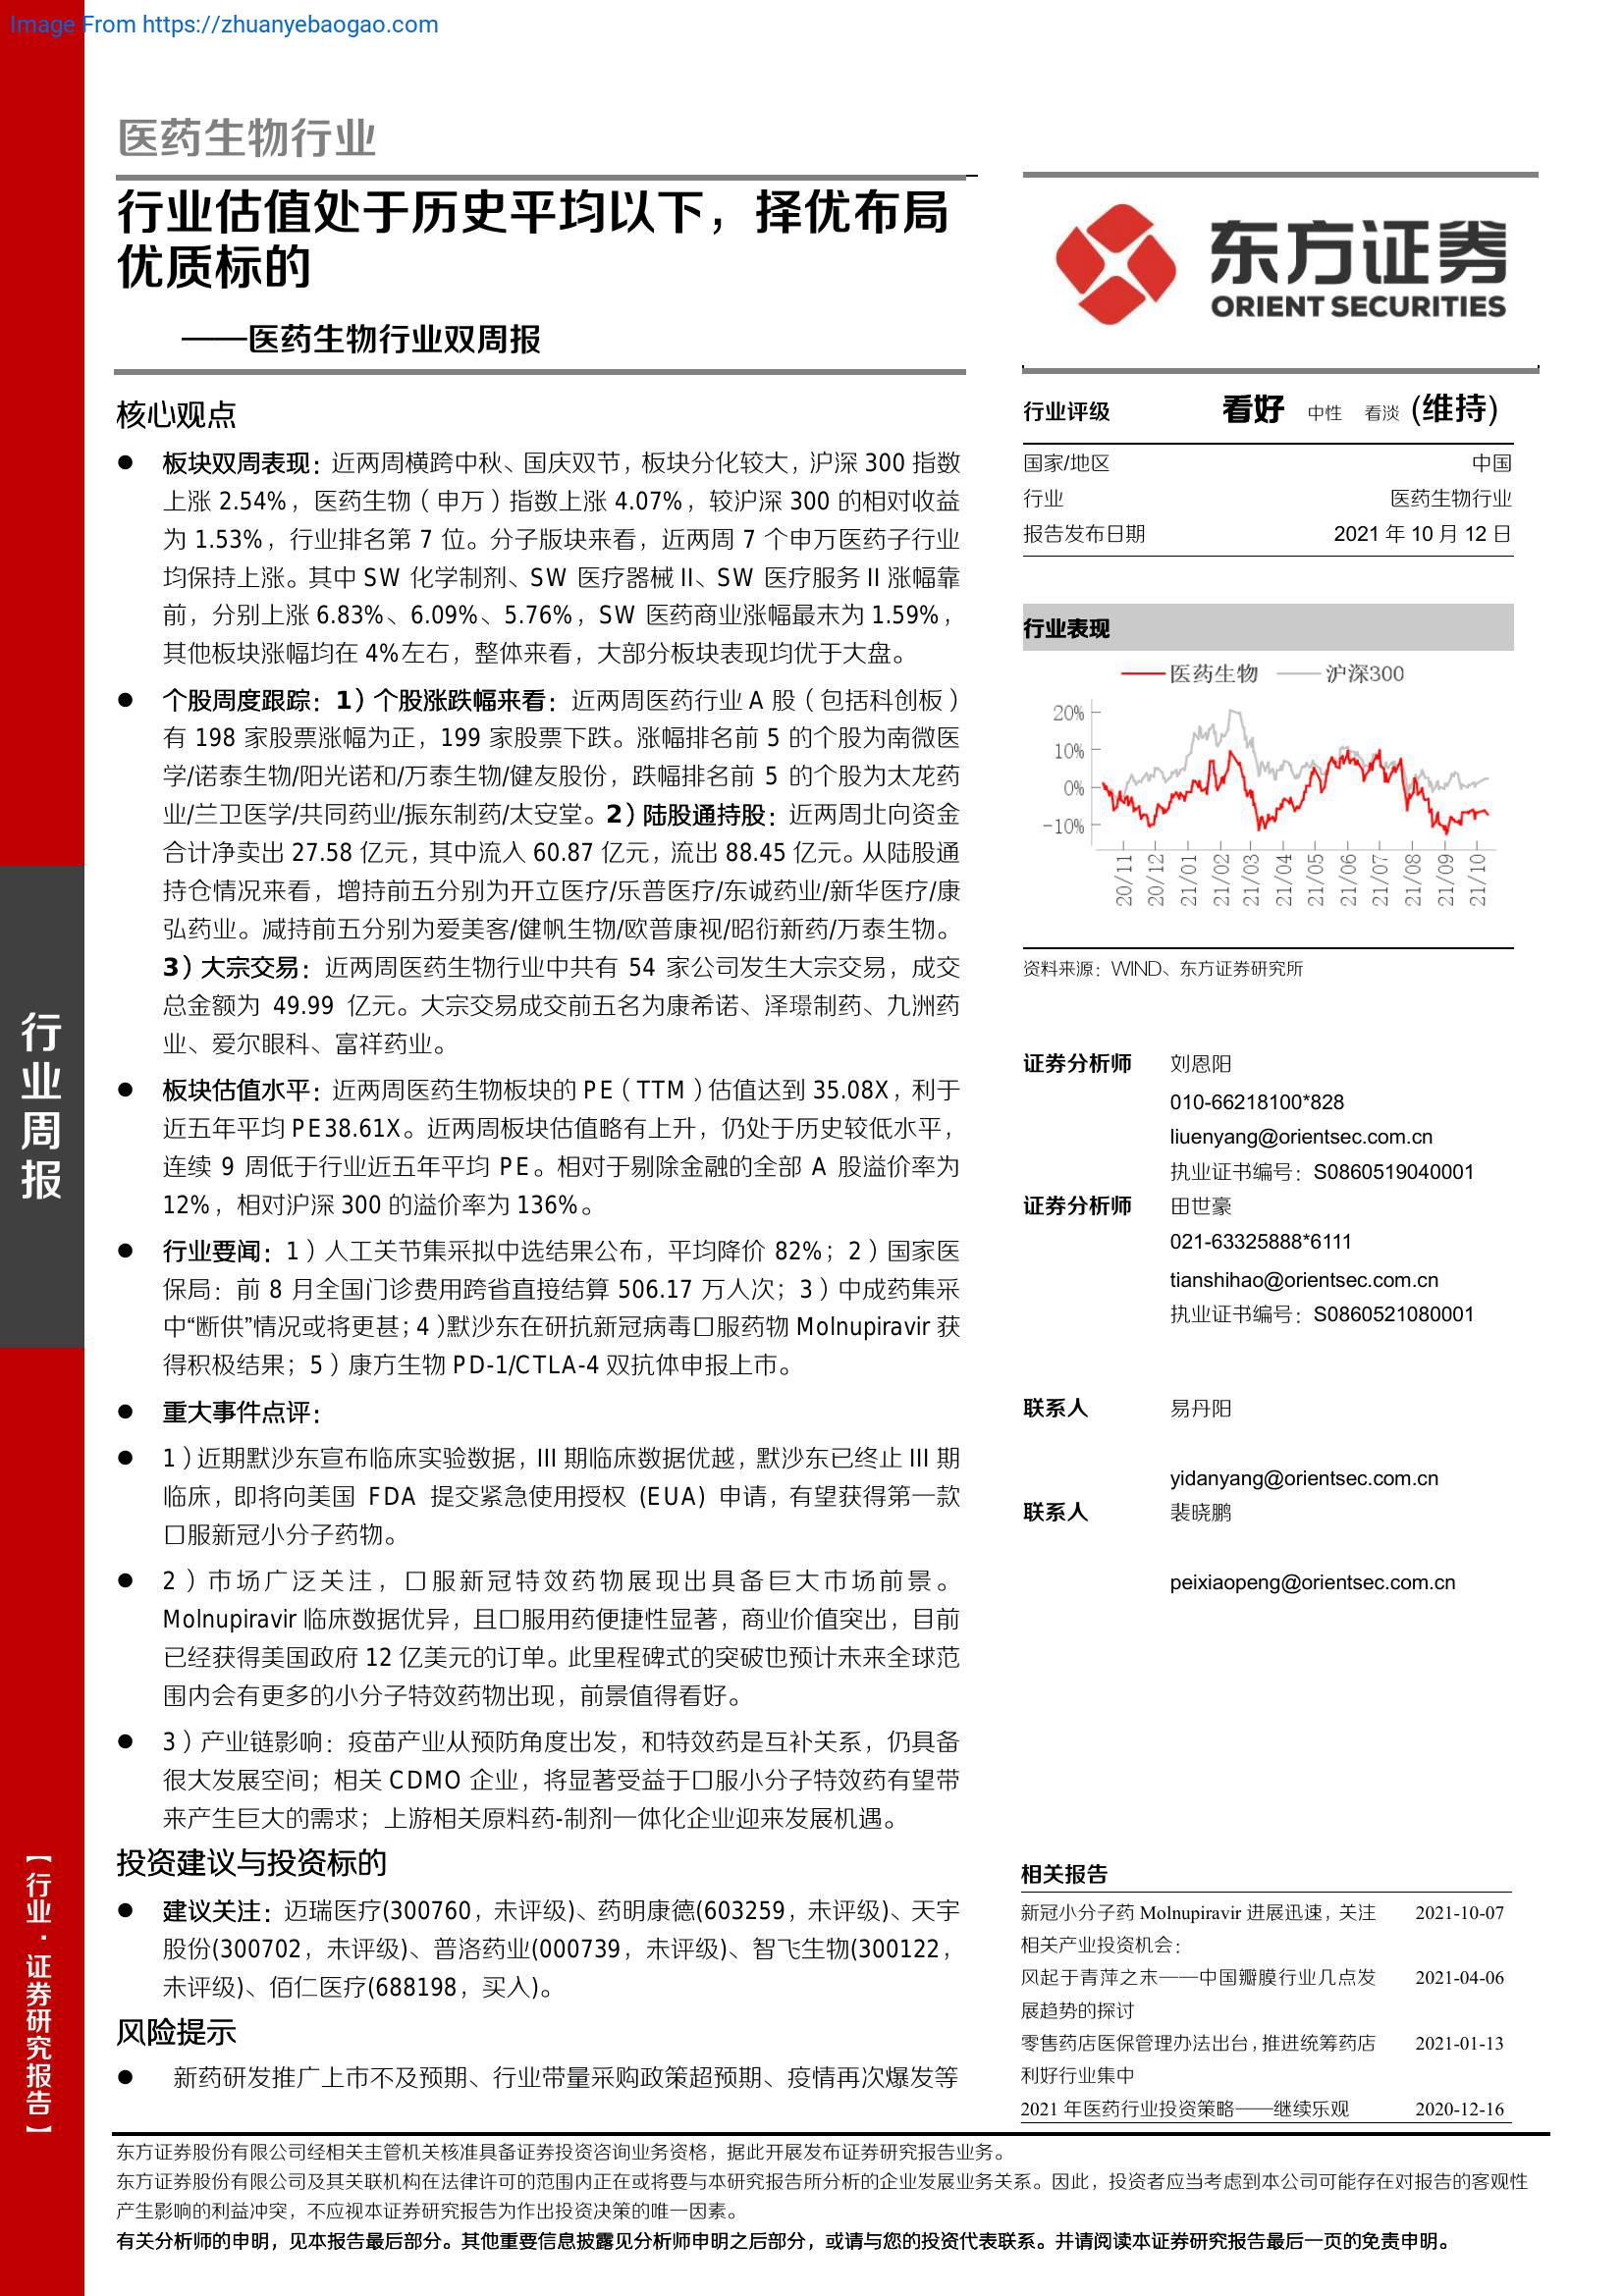 Image From https://zhuanyebaogao.com
医药生物行业
行业估值处于历史平均以下，择优布局
优质标的
——医药生物行业双周报
核心观点
● 板块双周表现：近两周横跨中秋、国庆双节，板块分化较大，沪深 300 指数
上涨 2.54%，医药生物（申万）指数上涨 4.07%，较沪深 300 的相对收益
为 1.53%，行业排名第 7 位。分子版块来看，近两周 7 个申万医药子行业
均保持上涨。其中 SW 化学制剂、SW 医疗器械 II、SW 医疗服务 II 涨幅靠
前，分别上涨 6.83%、6.09%、5.76%，SW 医药商业涨幅最末为 1.59%，
其他板块涨幅均在 4%左右，整体来看，大部分板块表现均优于大盘。
● 个股周度跟踪：1）个股涨跌幅来看：近两周医药行业 A 股（包括科创板）
有 198 家股票涨幅为正，199 家股票下跌。涨幅排名前 5 的个股为南微医
学/诺泰生物/阳光诺和/万泰生物/健友股份，跌幅排名前 5 的个股为太龙药
业/兰卫医学/共同药业/振东制药/太安堂。2）陆股通持股：近两周北向资金
合计净卖出 27.58 亿元，其中流入 60.87 亿元，流出 88.45 亿元。从陆股通
持仓情况来看，增持前五分别为开立医疗/乐普医疗/东诚药业/新华医疗/康
弘药业。减持前五分别为爱美客/健帆生物/欧普康视/昭衍新药/万泰生物。
3）大宗交易：近两周医药生物行业中共有 54 家公司发生大宗交易，成交
总金额为 49.99 亿元。大宗交易成交前五名为康希诺、泽璟制药、九洲药
业、爱尔眼科、富祥药业。
● 板块估值水平：近两周医药生物板块的 PE（TTM）估值达到 35.08X，利于
近五年平均 PE38.61X。近两周板块估值略有上升，仍处于历史较低水平，
连续 9 周低于行业近五年平均 PE。相对于剔除金融的全部 A 股溢价率为
12%，相对沪深 300 的溢价率为 136%。
● 行业要闻：1）人工关节集采拟中选结果公布，平均降价 82%；2）国家医
保局：前 8 月全国门诊费用跨省直接结算 506.17 万人次；3）中成药集采
中“断供”情况或将更甚；4）默沙东在研抗新冠病毒口服药物 Molnupiravir 获
得积极结果；5）康方生物 PD-1/CTLA-4 双抗体申报上市。
● 重大事件点评：
● 1）近期默沙东宣布临床实验数据，III 期临床数据优越，默沙东已终止 III 期
临床，即将向美国 FDA 提交紧急使用授权 (EUA) 申请，有望获得第一款
口服新冠小分子药物。
● 2）市场广泛关注，口服新冠特效药物展现出具备巨大市场前景。
Molnupiravir 临床数据优异，且口服用药便捷性显著，商业价值突出，目前
已经获得美国政府 12 亿美元的订单。此里程碑式的突破也预计未来全球范
围内会有更多的小分子特效药物出现，前景值得看好。
● 3）产业链影响：疫苗产业从预防角度出发，和特效药是互补关系，仍具备
很大发展空间；相关 CDMO 企业，将显著受益于口服小分子特效药有望带
来产生巨大的需求；上游相关原料药-制剂一体化企业迎来发展机遇。
投资建议与投资标的
● 建议关注：迈瑞医疗(300760，未评级)、药明康德(603259，未评级)、天宇
股份(300702，未评级)、普洛药业(000739，未评级)、智飞生物(300122，
未评级)、佰仁医疗(688198，买入)。
风险提示
● 新药研发推广上市不及预期、行业带量采购政策超预期、疫情再次爆发等
东方证券
ORIENT SECURITIES
行业评级 看好 中性 看淡 (维持)
国家/地区 中国
行业 医药生物行业
报告发布日期 2021 年 10 月 12 日
行业表现
医药生物 沪深300
20%
10%
0%
-10%
20/11 20/12 21/01 21/02 21/03 21/04 21/05 21/06 21/07 21/08 21/09 21/10
资料来源：WIND、东方证券研究所
证券分析师 刘恩阳
010-66218100*828
liuenyang@orientsec.com.cn
执业证书编号：S0860519040001
证券分析师 田世豪
021-63325888*6111
tianshihao@orientsec.com.cn
执业证书编号：S0860521080001
联系人 易丹阳
yidanyang@orientsec.com.cn
联系人 裴晓鹏
peixiaopeng@orientsec.com.cn
相关报告
新冠小分子药 Molnupiravir 进展迅速，关注 2021-10-07
相关产业投资机会：
风起于青萍之末——中国瓣膜行业几点发 2021-04-06
展趋势的探讨
零售药店医保管理办法出台，推进统筹药店 2021-01-13
利好行业集中
2021 年医药行业投资策略——继续乐观 2020-12-16
行业周报
【行业·证券研究报告】
东方证券股份有限公司经相关主管机关核准具备证券投资咨询业务资格，据此开展发布证券研究报告业务。
东方证券股份有限公司及其关联机构在法律许可的范围内正在或将要与本研究报告所分析的企业发展业务关系。因此，投资者应当考虑到本公司可能存在对报告的客观性
产生影响的利益冲突，不应视本证券研究报告为作出投资决策的唯一因素。
有关分析师的申明，见本报告最后部分。其他重要信息披露见分析师申明之后部分，或请与您的投资代表联系。并请阅读本证券研究报告最后一页的免责申明。